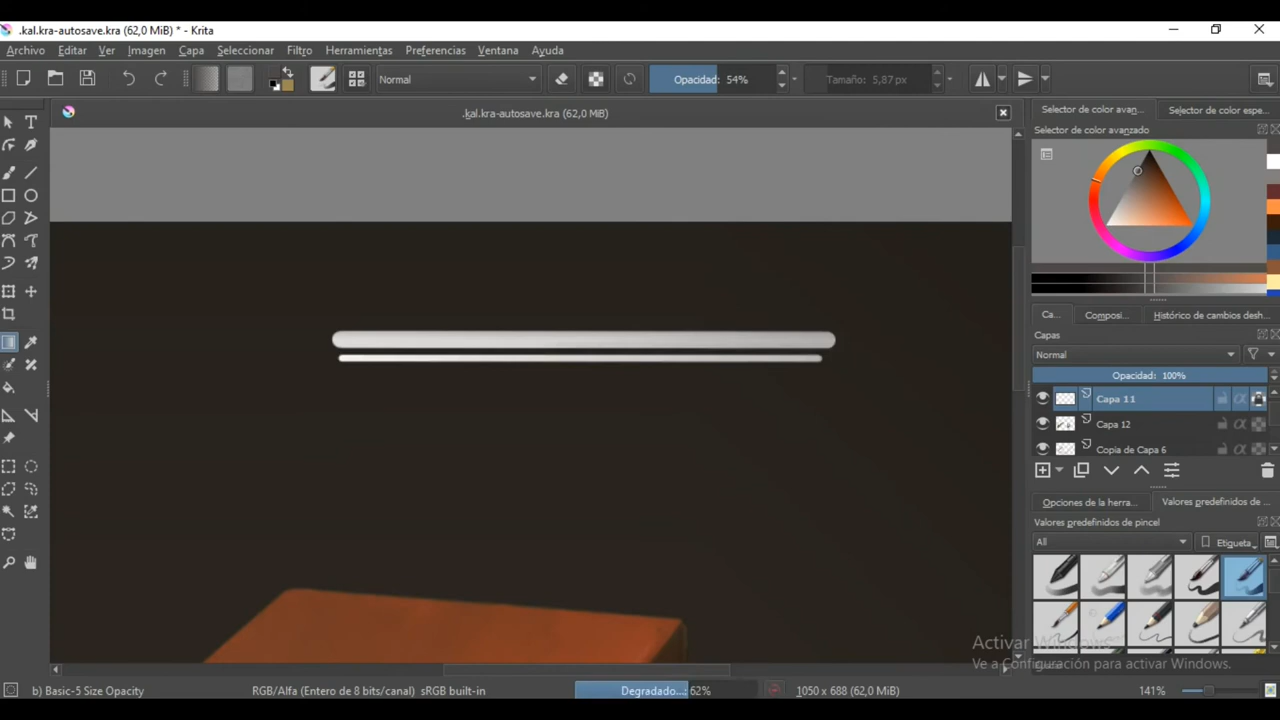 .kal.kra-autosave.kra (62,0 MiB) * - Krita
Archivo Editar Ver Imagen Capa Seleccionar Filtro Herramientas Preferencias Ventana Ayuda
Normal Opacidad: 54% Tamaño: 5,87 px
.kal.kra-autosave.kra (62,0 MiB)
Selector de color avan... Selector de color espe...
Selector de color avanzado
Ca... Composi... Histórico de cambios desh...
Capas
Normal
Opacidad: 100%
Capa 11
Capa 12
Copia de Capa 6
Opciones de la herra... Valores predefinidos de ...
Valores predefinidos de pincel
All Etiqueta
Activar Windows
Ve a Configuración para activar Windows.
b) Basic-5 Size Opacity RGB/Alfa (Entero de 8 bits/canal) sRGB built-in Degradado...: 62% 1050 x 688 (62,0 MiB) 141%